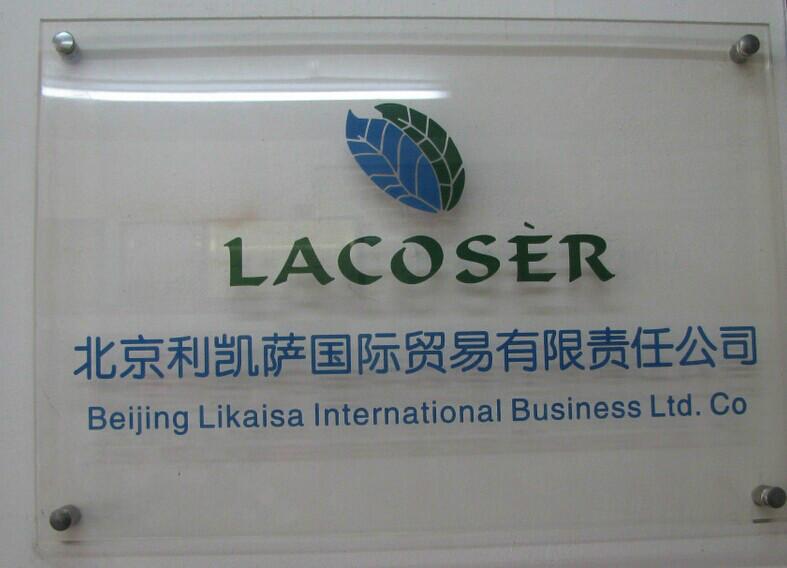 LACOSÈR
北京利凯萨国际贸易有限责任公司
Beijing Likaisa International Business Ltd. Co